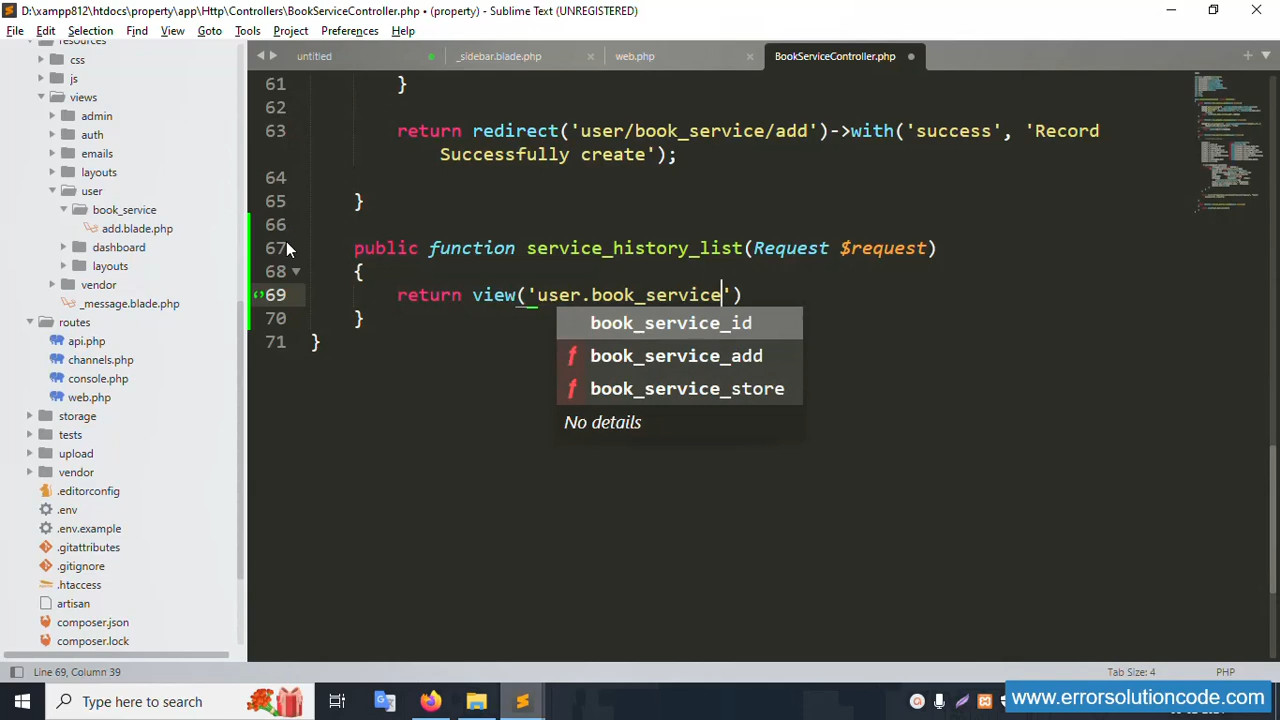 D:\xampp812\htdocs\property\app\Http\Controllers\BookServiceController.php • (property) - Sublime Text (UNREGISTERED)
File Edit Selection Find View Goto Tools Project Preferences Help
untitled _sidebar.blade.php web.php BookServiceController.php
resources
css
js
views
admin
auth
emails
layouts
user
book_service
add.blade.php
dashboard
layouts
vendor
_message.blade.php
routes
api.php
channels.php
console.php
web.php
storage
tests
upload
vendor
.editorconfig
.env
.env.example
.gitattributes
.gitignore
.htaccess
artisan
composer.json
composer.lock
61 }
62
63 return redirect('user/book_service/add')->with('success', 'Record
Successfully create');
64
65 }
66
67 public function service_history_list(Request $request)
68 {
69 return view('user.book_service')
70 }
71 }
book_service_id
f book_service_add
f book_service_store
No details
Line 69, Column 39 Tab Size: 4 PHP
Type here to search
www.errorsolutioncode.com